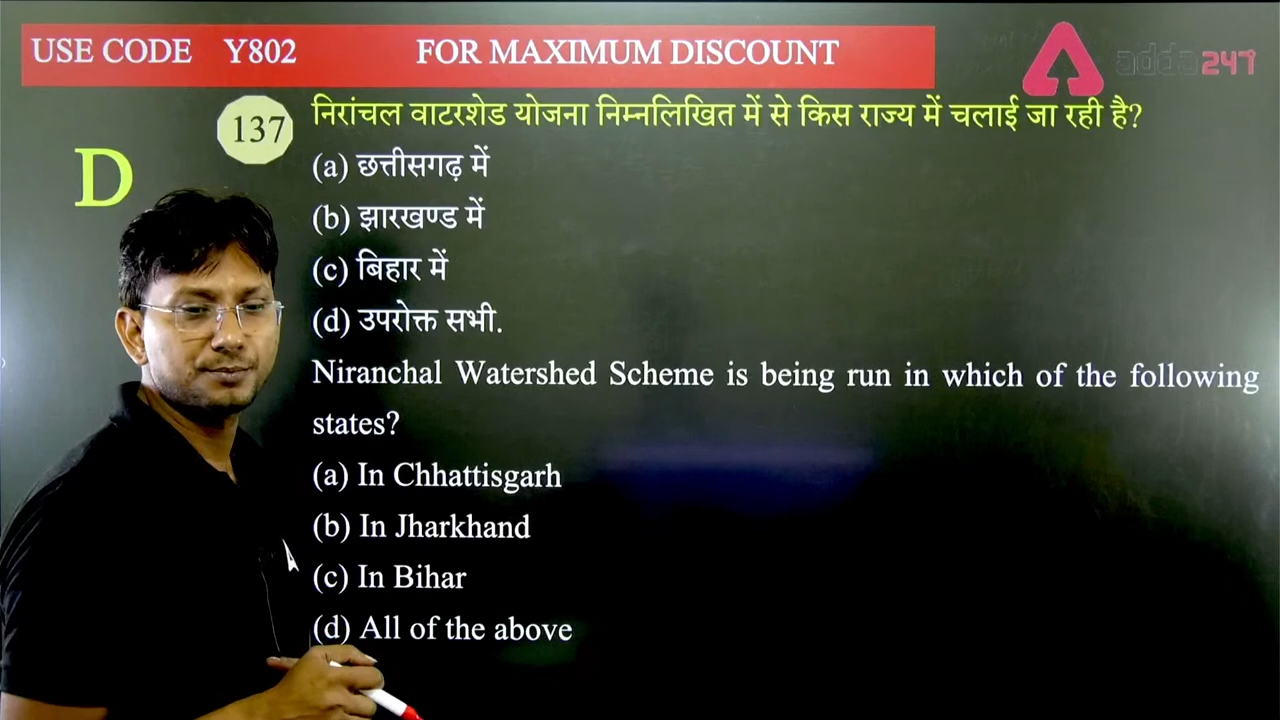 USE CODE Y802 FOR MAXIMUM DISCOUNT
adda247
D
137 निरांचल वाटरशेड योजना निम्नलिखित में से किस राज्य में चलाई जा रही है?
(a) छत्तीसगढ़ में
(b) झारखण्ड में
(c) बिहार में
(d) उपरोक्त सभी.
Niranchal Watershed Scheme is being run in which of the following
states?
(a) In Chhattisgarh
(b) In Jharkhand
(c) In Bihar
(d) All of the above